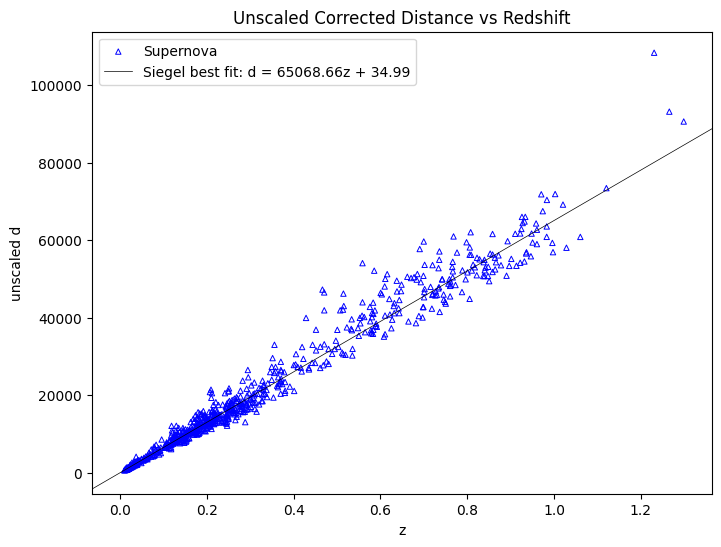 Unscaled Corrected Distance vs Redshift
Supernova
Siegel best fit: d = 65068.66z + 34.99
100000
80000
60000
40000
20000
0
unscaled d
0.0 0.2 0.4 0.6 0.8 1.0 1.2
z